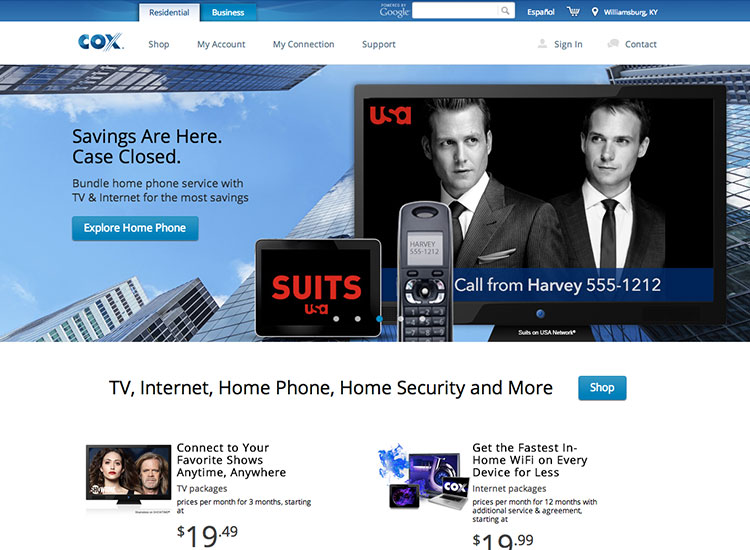 Residential
Business
POWERED BY
Google
Español
Williamsburg, KY
COX
Shop
My Account
My Connection
Support
Sign In
Contact
Savings Are Here.
Case Closed.
Bundle home phone service with
TV & Internet for the most savings
Explore Home Phone
usa
HARVEY
555-1212
SUITS
usa
Call from Harvey 555-1212
Suits on USA Network®
TV, Internet, Home Phone, Home Security and More
Shop
Connect to Your
Favorite Shows
Anytime, Anywhere
TV packages
prices per month for 3 months, starting
at
$19.49
Get the Fastest In-
Home WiFi on Every
Device for Less
Internet packages
prices per month for 12 months with
additional service & agreement,
starting at
$19.99
COX